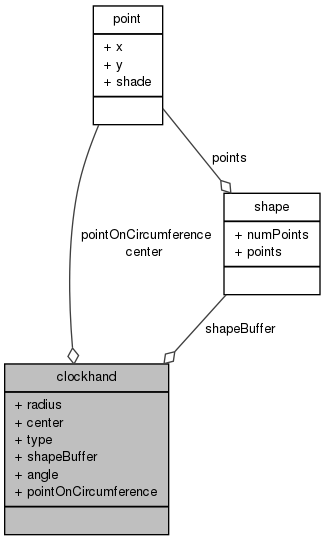 point
+ x
+ y
+ shade
points
pointOnCircumference
center
shape
+ numPoints
+ points
shapeBuffer
clockhand
+ radius
+ center
+ type
+ shapeBuffer
+ angle
+ pointOnCircumference